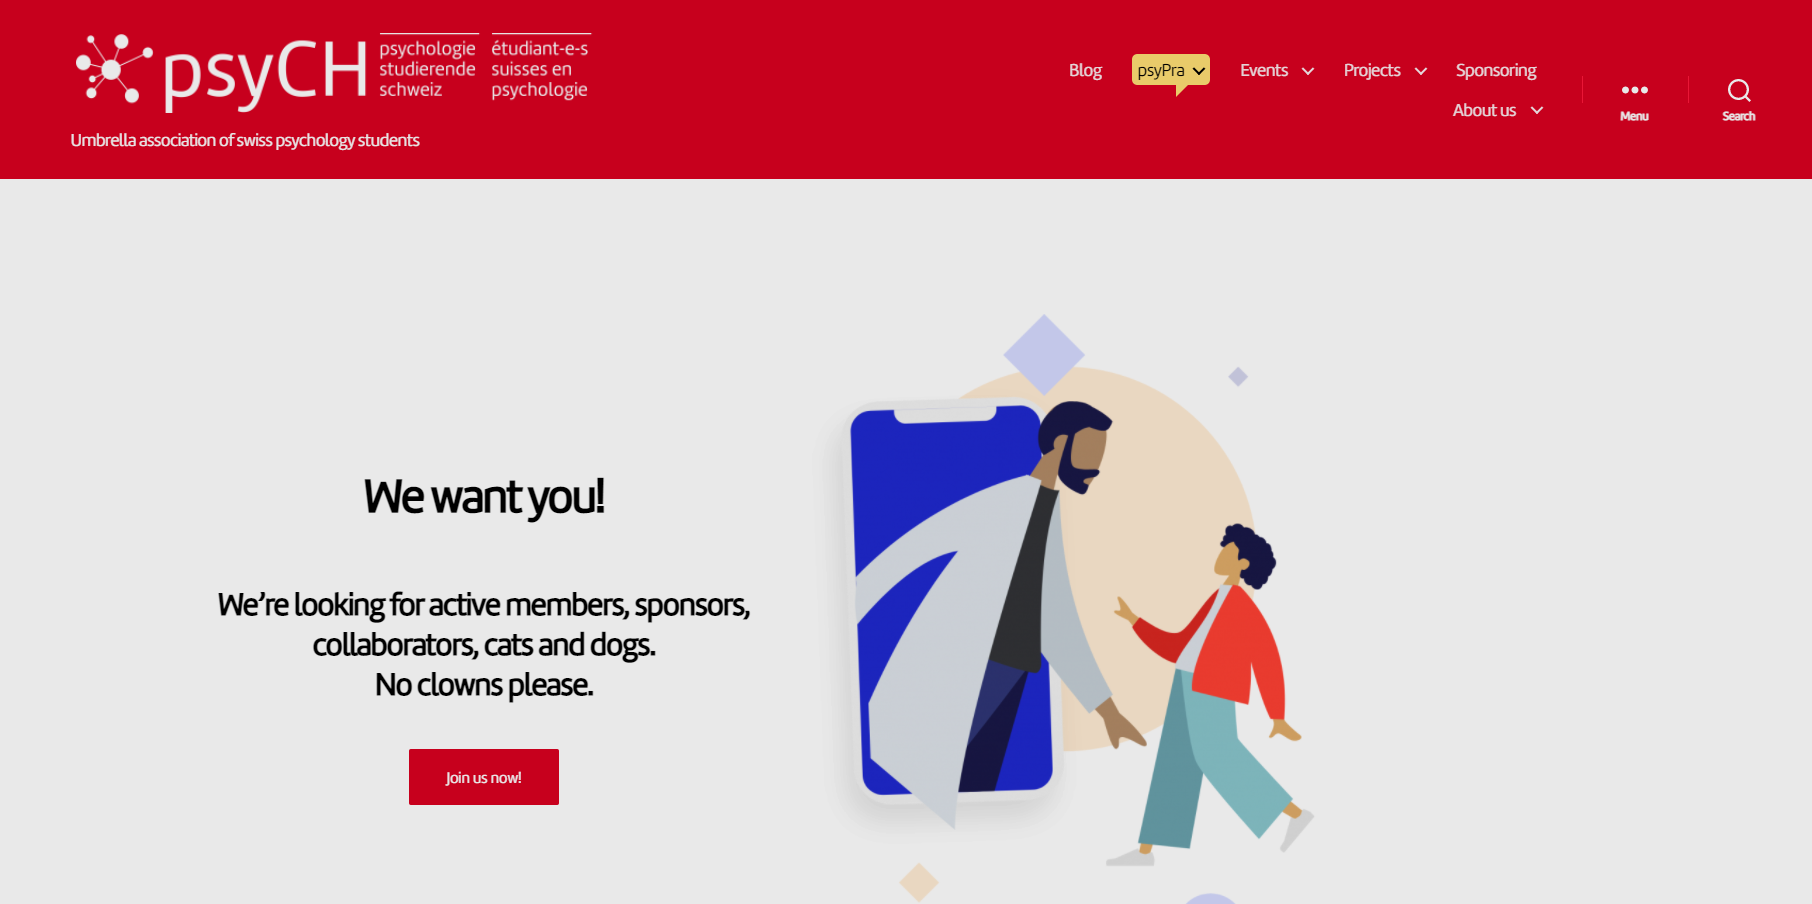 psyCH
psychologie
studierende
schweiz
étudiant-e-s
suisses en
psychologie
Umbrella association of swiss psychology students
Blog
psyPra
Events
Projects
Sponsoring
About us
Menu
Search
We want you!
We’re looking for active members, sponsors,
collaborators, cats and dogs.
No clowns please.
Join us now!